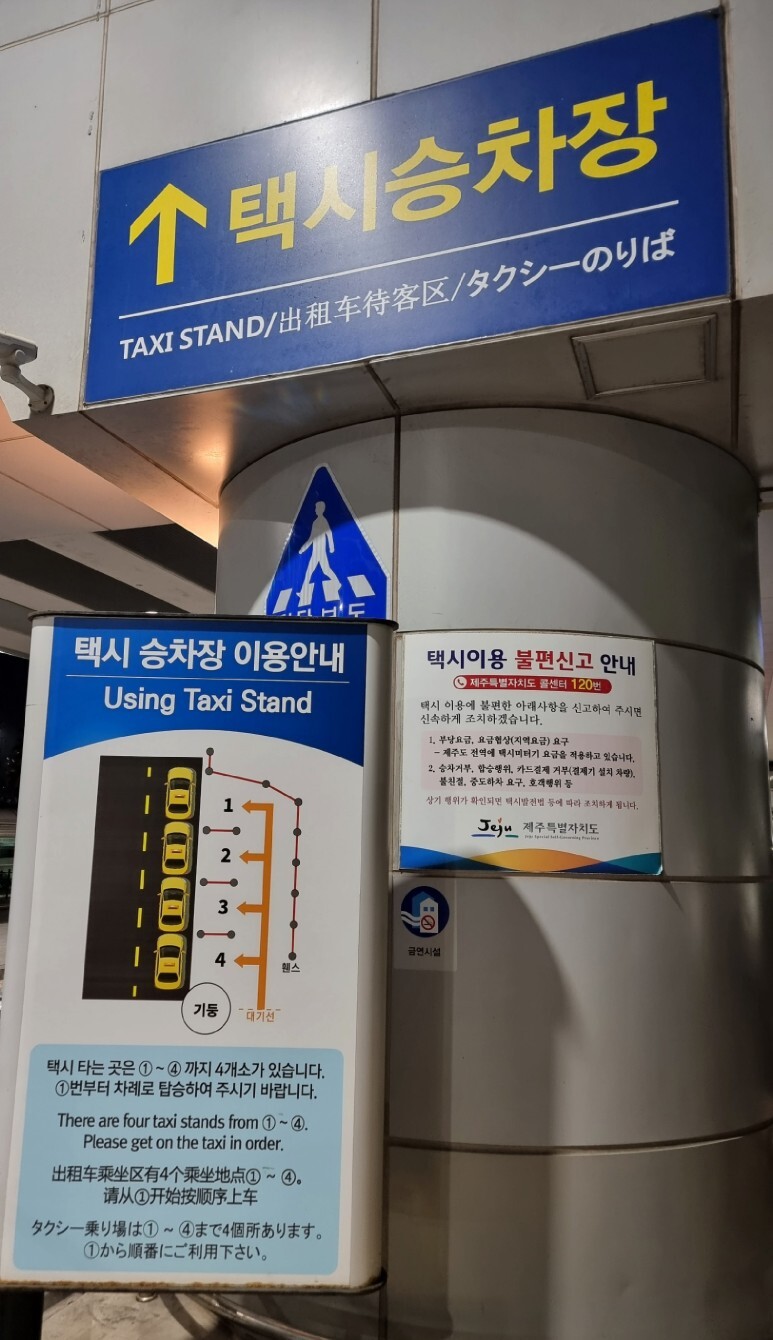 택시승차장
TAXI STAND/出租车待客区/タクシーのりば
택시 승차장 이용안내
Using Taxi Stand
1
2
3
4
휀스
기둥
대기선
택시 타는 곳은 ①~④ 까지 4개소가 있습니다.
①번부터 차례로 탑승하여 주시기 바랍니다.
There are four taxi stands from ①~④.
Please get on the taxi in order.
出租车乘坐区有4个乘坐地点① ~ ④。
请从①开始按顺序上车
タクシー乗り場は① ~ ④まで4個所あります。
①から順番にご利用下さい。
택시이용 불편신고 안내
제주특별자치도 콜센터 120번
택시 이용에 불편한 아래사항을 신고하여 주시면
신속하게 조치하겠습니다.
1. 부당요금, 요금협상(지역요금) 요구
– 제주도 전역에 택시미터기 요금을 적용하고 있습니다.
2. 승차거부, 합승행위, 카드결제 거부(결제기 설치 차량),
불친절, 중도하차 요구, 호객행위 등
상기 행위가 확인되면 택시발전법 등에 따라 조치하게 됩니다.
Jeju 제주특별자치도
금연시설